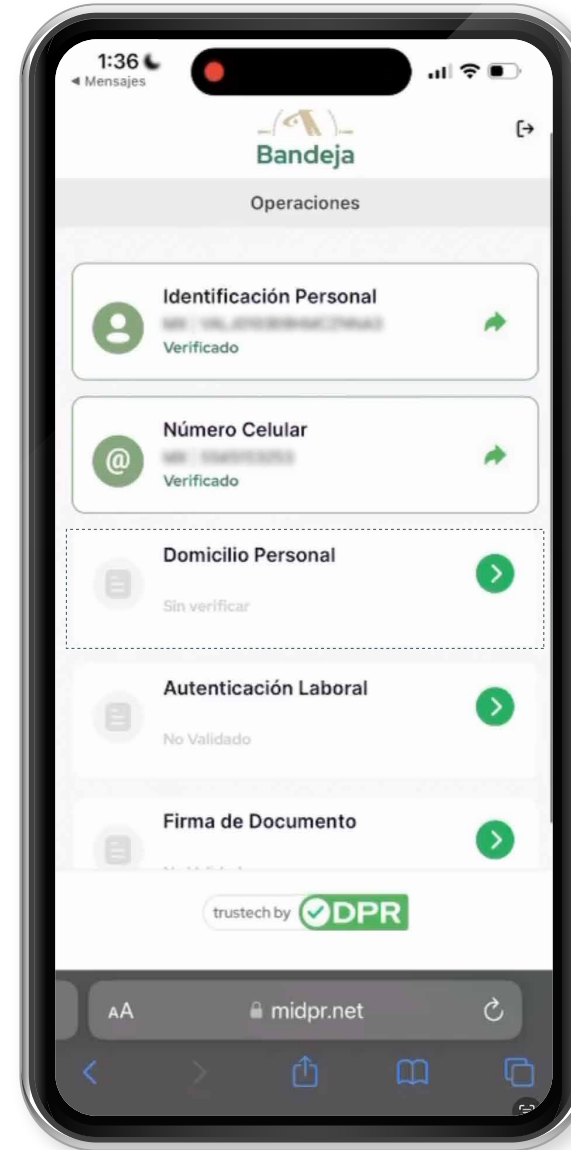 1:36
◀ Mensajes
Bandeja
Operaciones
Identificación Personal
Verificado
Número Celular
Verificado
Domicilio Personal
Sin verificar
Autenticación Laboral
No Validado
Firma de Documento
trustech by DPR
AA midpr.net